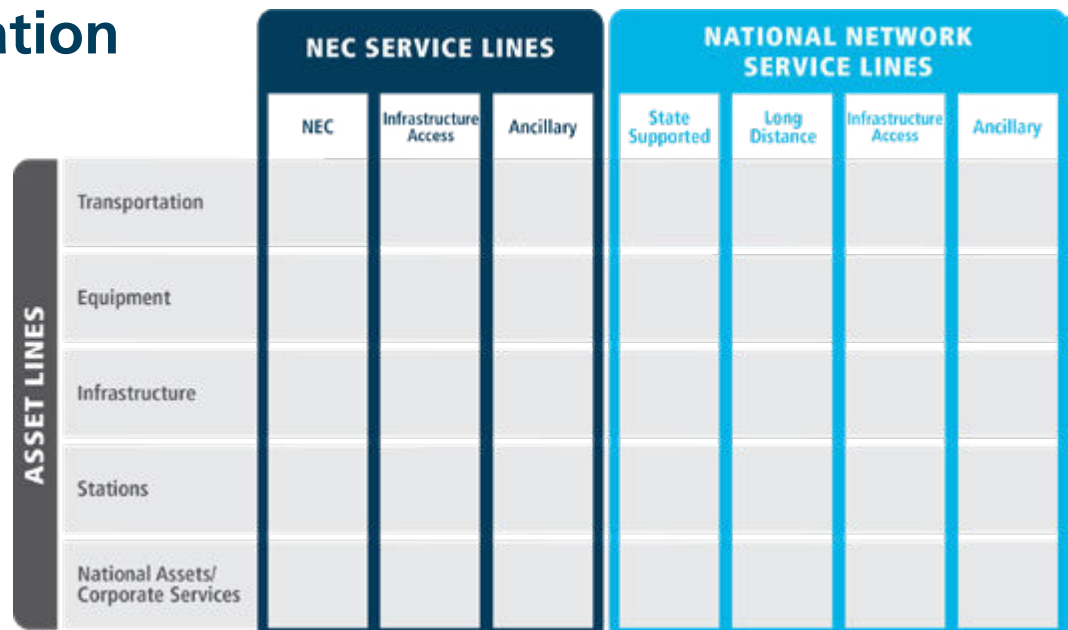 ation
NEC SERVICE LINES
NATIONAL NETWORK
SERVICE LINES
NEC
Infrastructure
Access
Ancillary
State
Supported
Long
Distance
Infrastructure
Access
Ancillary
ASSET LINES
Transportation
Equipment
Infrastructure
Stations
National Assets/
Corporate Services